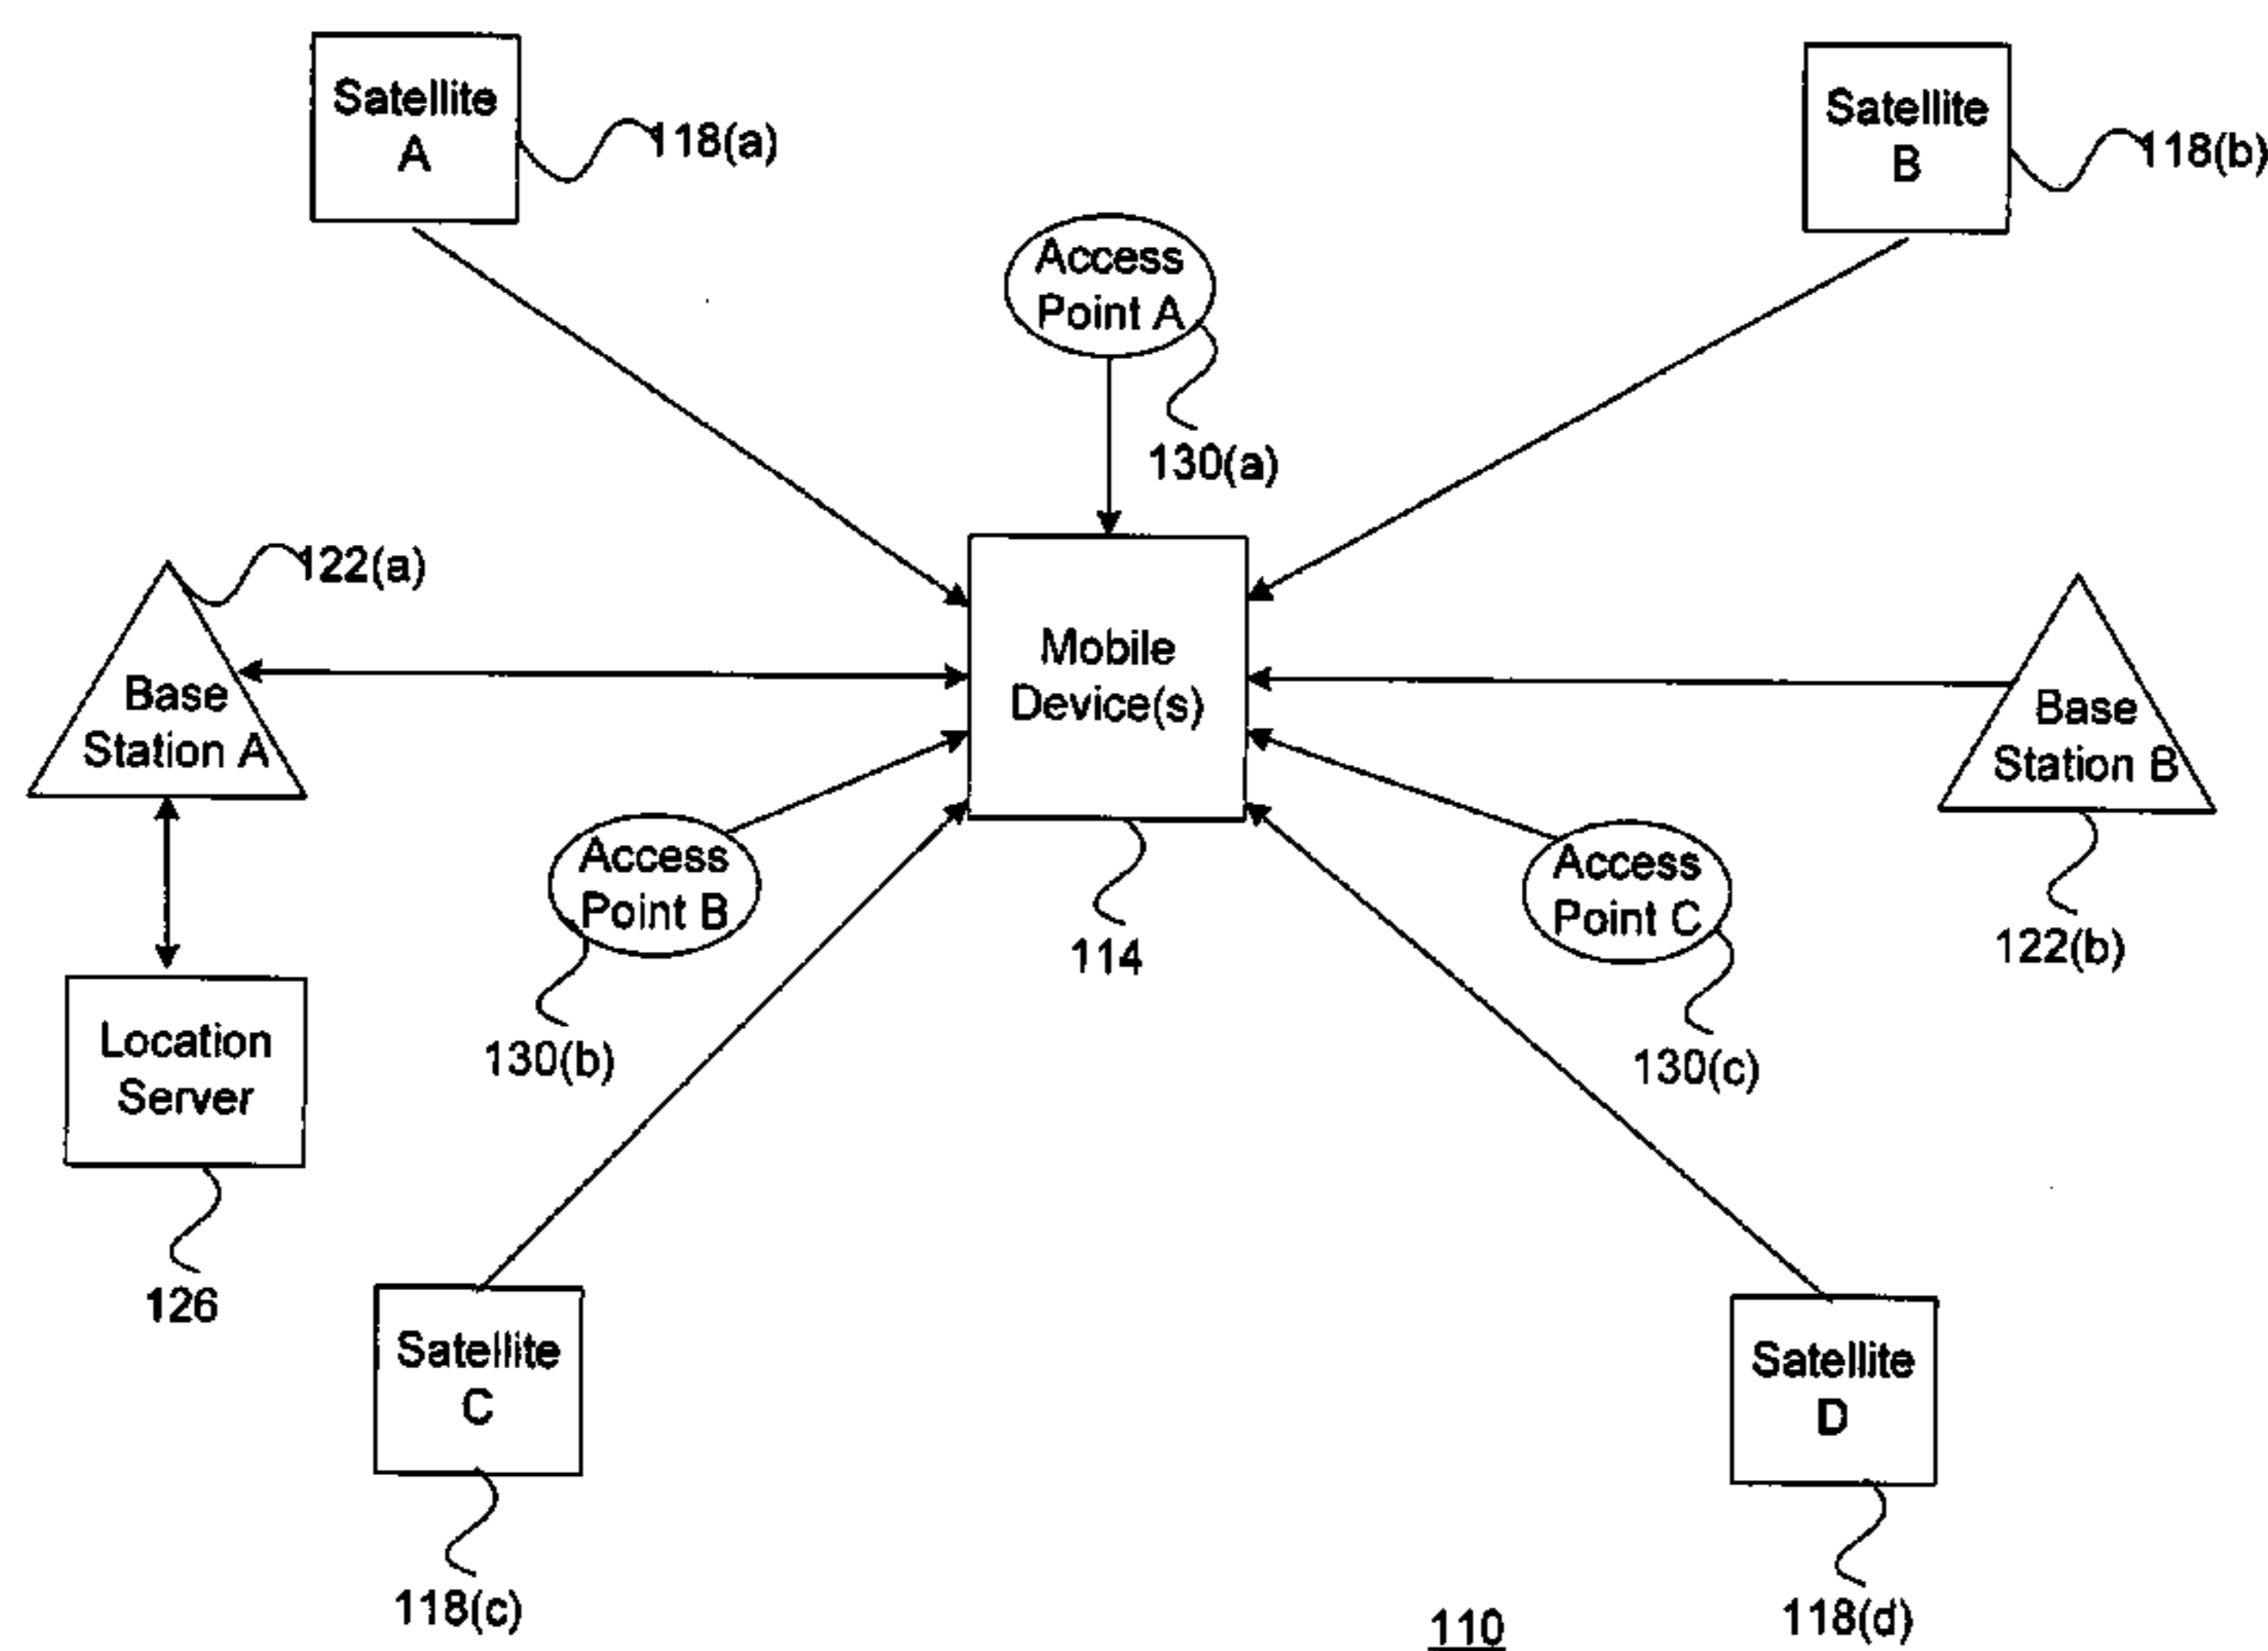 Satellite
A
118(a)
Satellite
B
118(b)
Access
Point A
130(a)
122(a)
Base
Station A
Mobile
Device(s)
114
Base
Station B
122(b)
Access
Point B
130(b)
Access
Point C
130(c)
Location
Server
126
Satellite
C
118(c)
Satellite
D
118(d)
110